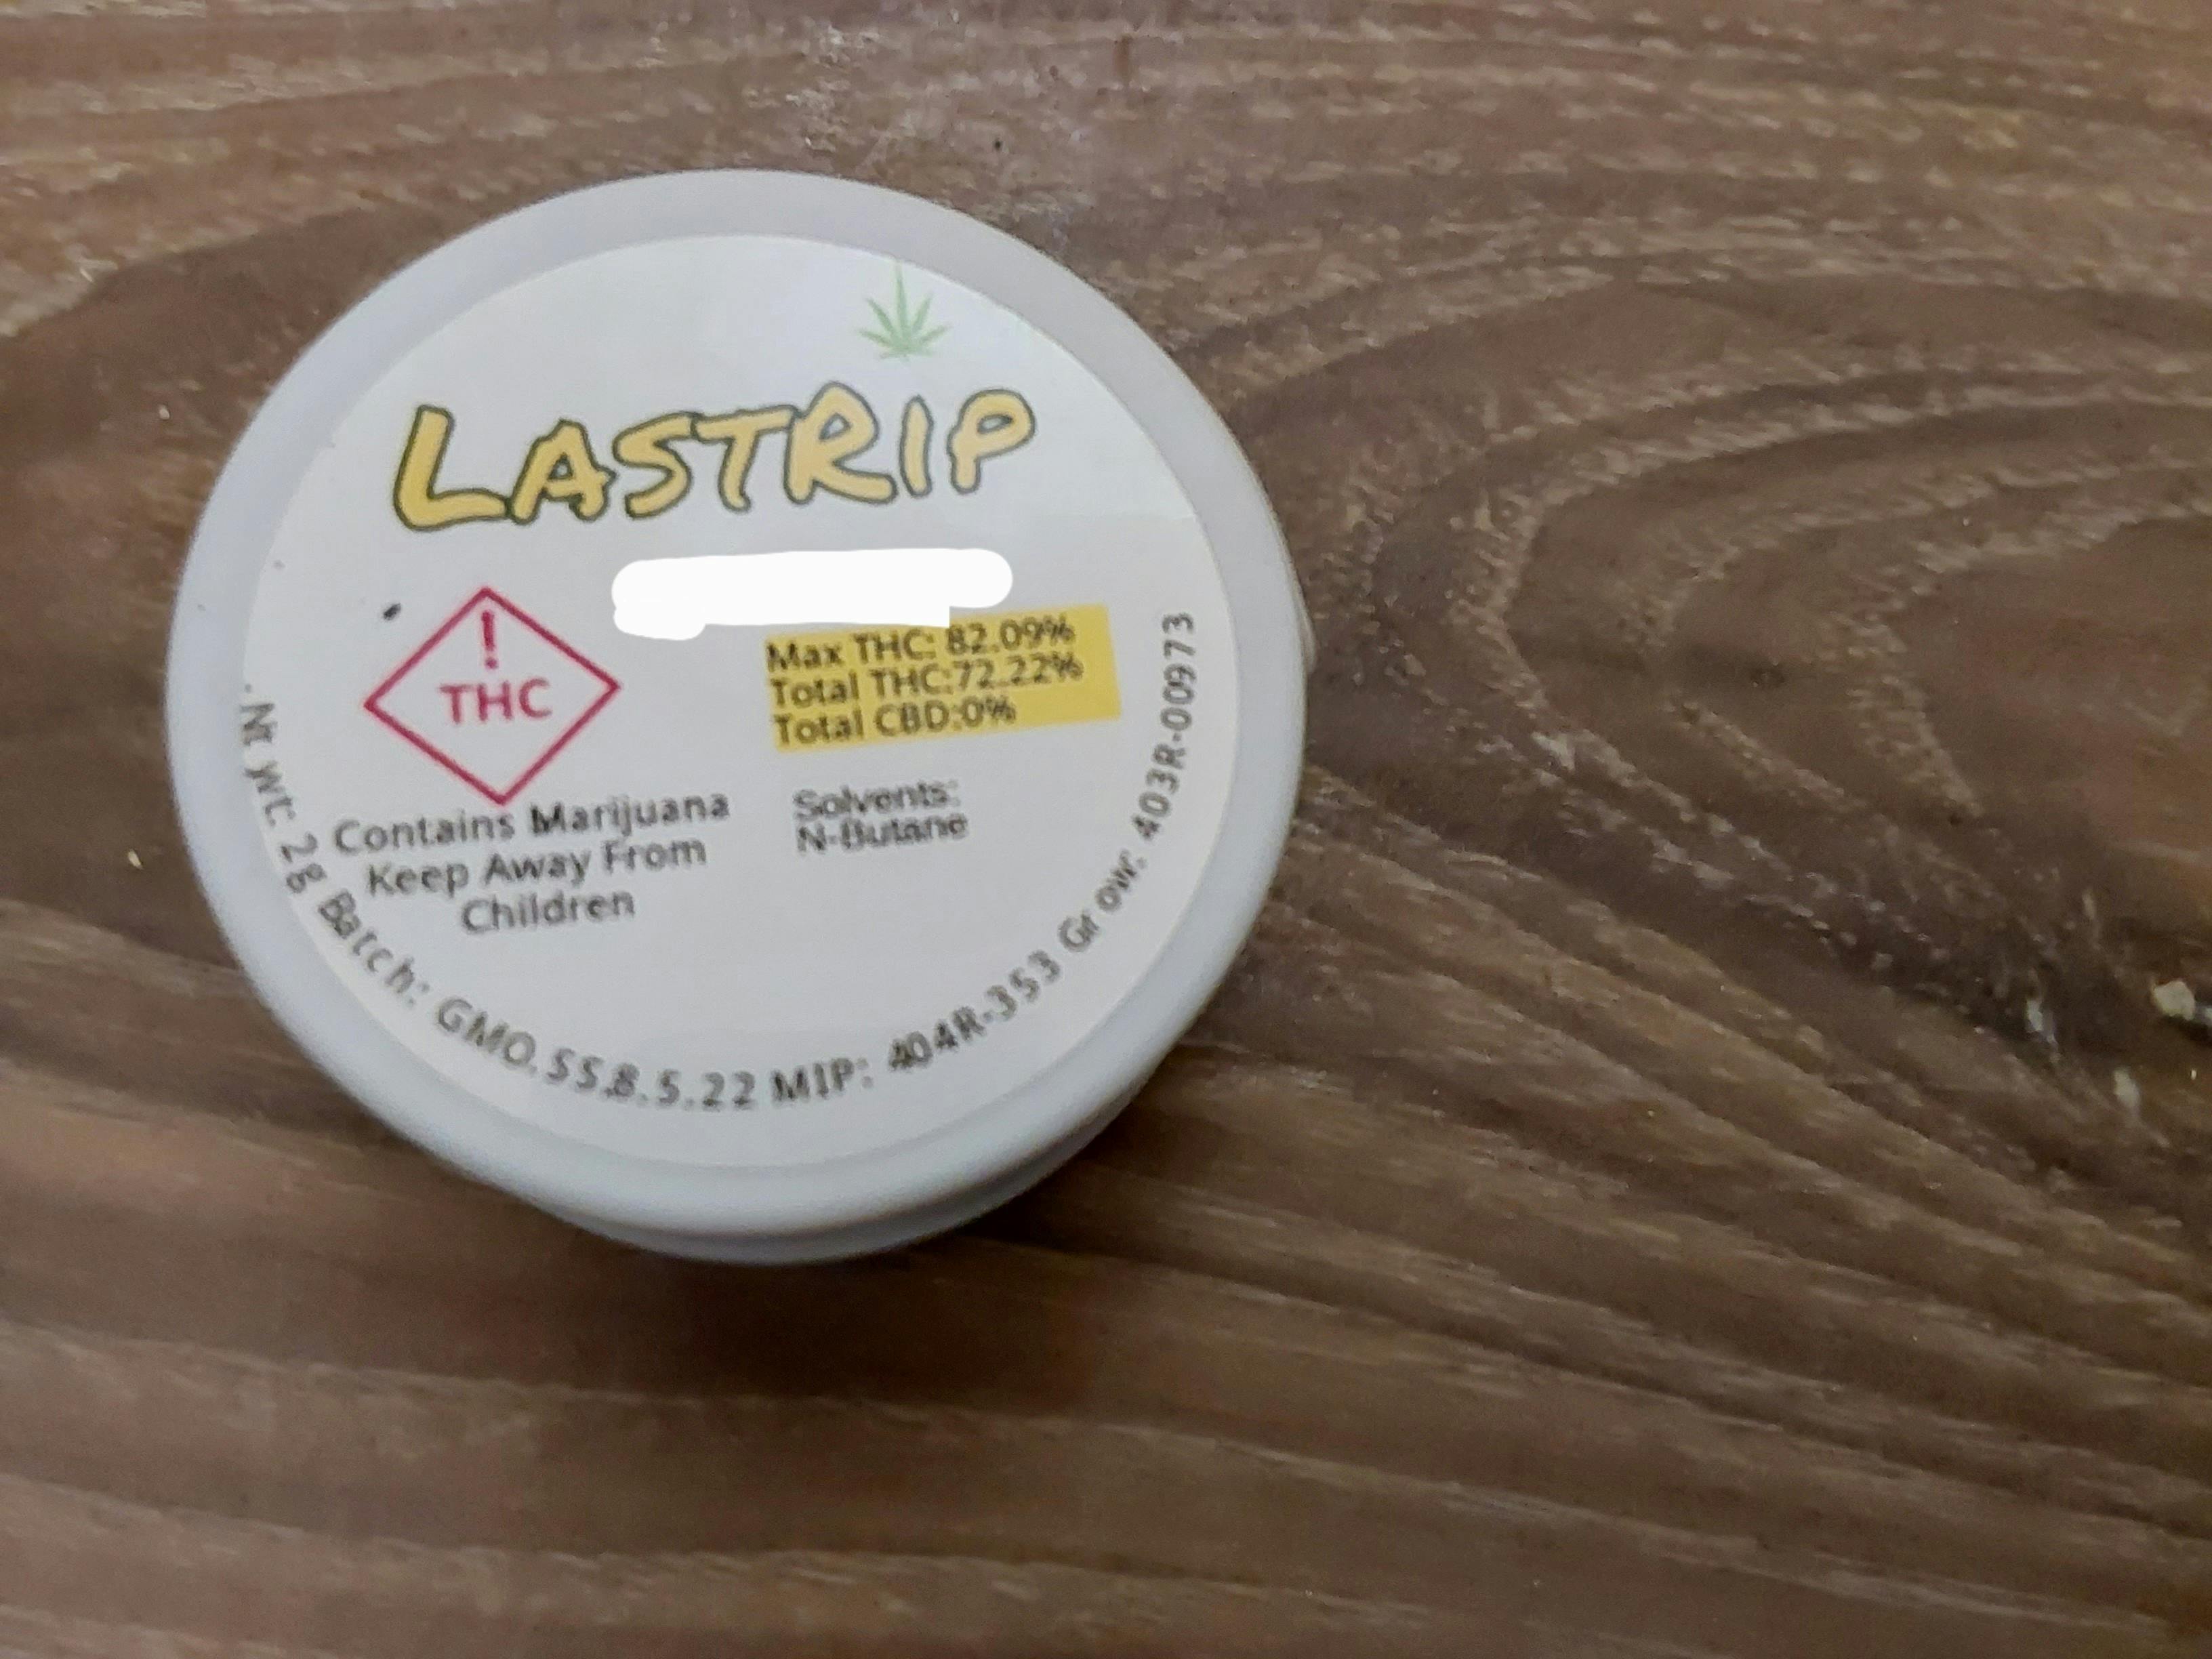 LASTRIP
!
THC
Max THC: 82.09%
Total THC:72.22%
Total CBD:0%
Contains Marijuana
Keep Away From
Children
Solvents:
N-Butane
Nt wt: 2g Batch: GMO.SS.8.5.22 MIP: 404R-353 Grow: 403R-00973